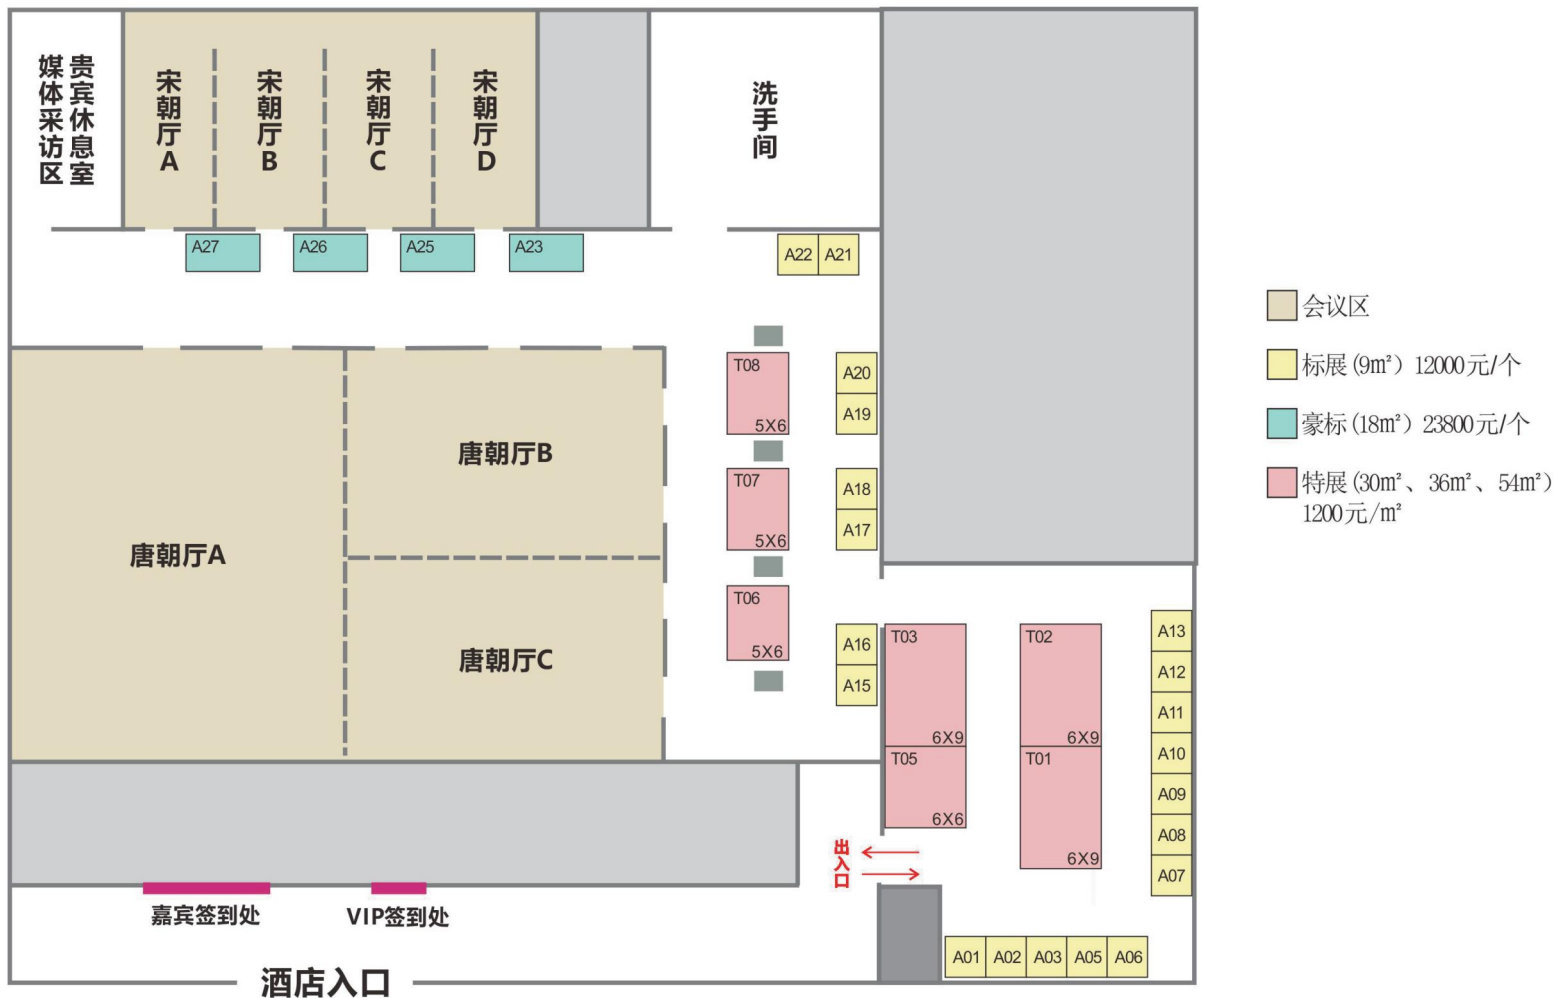 贵宾休息室
媒体采访区
宋朝厅A
宋朝厅B
宋朝厅C
宋朝厅D
洗手间
A27
A26
A25
A23
A22
A21
T08
5X6
A20
A19
唐朝厅B
T07
5X6
A18
A17
唐朝厅A
T06
5X6
A16
A15
唐朝厅C
T03
6X9
T02
6X9
T05
6X6
T01
6X9
A13
A12
A11
A10
A09
A08
A07
出入口
嘉宾签到处
VIP签到处
A01
A02
A03
A05
A06
酒店入口
会议区
标展(9m²) 12000元/个
豪标(18m²) 23800元/个
特展(30m²、36m²、54m²)
1200元/m²